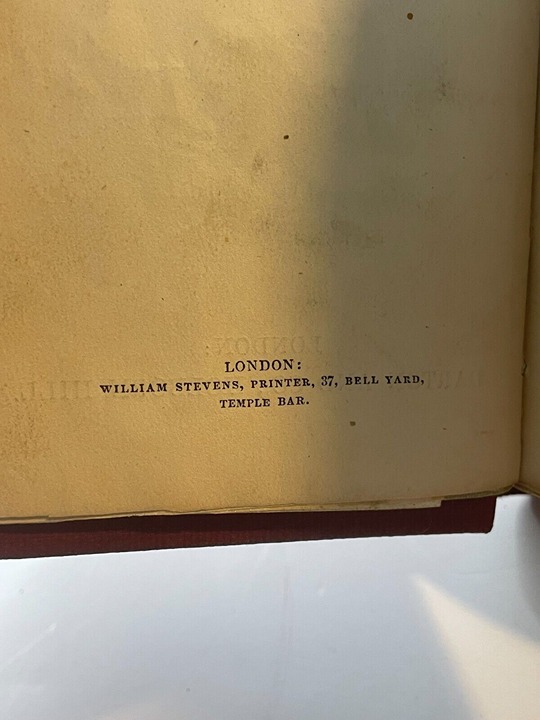 LONDON:
WILLIAM STEVENS, PRINTER, 37, BELL YARD,
TEMPLE BAR.